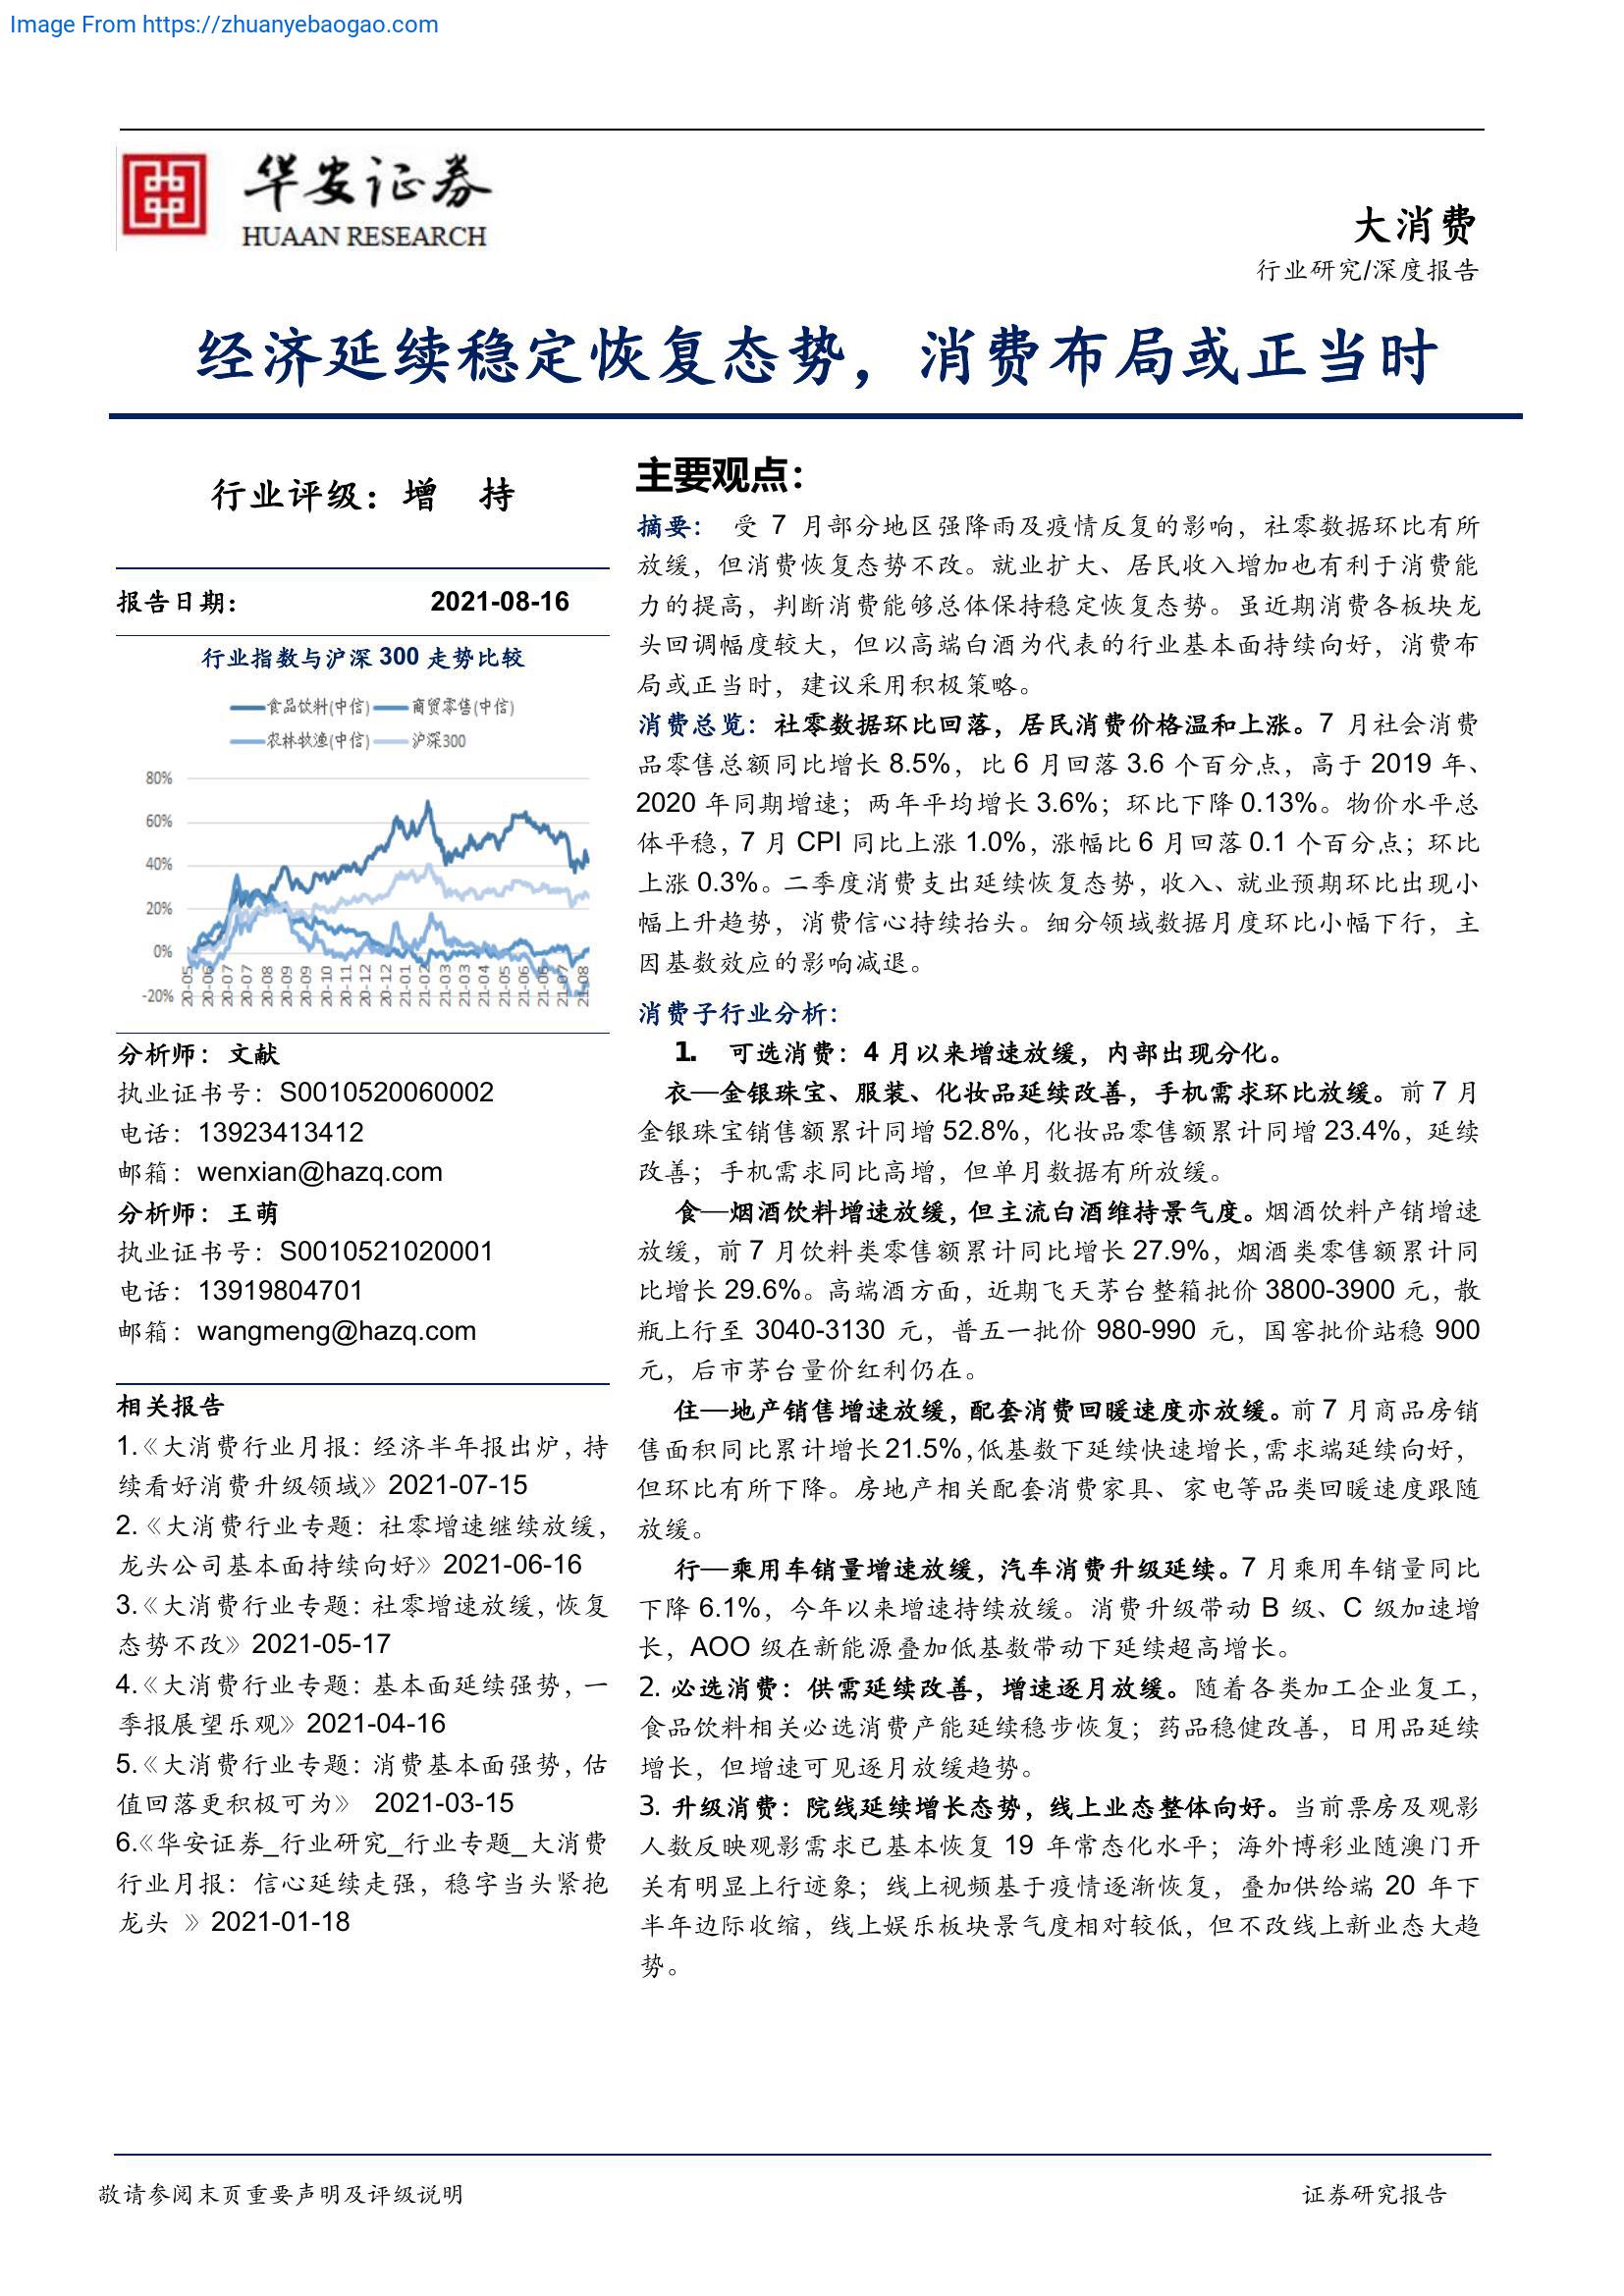 Image From https://zhuanyebaogao.com
华安证券
HUAAN RESEARCH
大消费
行业研究/深度报告
经济延续稳定恢复态势，消费布局或正当时
行业评级：增 持
报告日期： 2021-08-16
行业指数与沪深 300 走势比较
食品饮料(中信) 商贸零售(中信)
农林牧渔(中信) 沪深300
80%
60%
40%
20%
0%
-20%
20-05 20-06 20-07 20-07 20-08 20-09 20-09 20-10 20-11 20-12 20-12 21-01 21-02 21-03 21-03 21-04 21-05 21-06 21-06 21-07 21-08
分析师：文献
执业证书号：S0010520060002
电话：13923413412
邮箱：wenxian@hazq.com
分析师：王萌
执业证书号：S0010521020001
电话：13919804701
邮箱：wangmeng@hazq.com
相关报告
1.《大消费行业月报：经济半年报出炉，持
续看好消费升级领域》2021-07-15
2.《大消费行业专题：社零增速继续放缓，
龙头公司基本面持续向好》2021-06-16
3.《大消费行业专题：社零增速放缓，恢复
态势不改》2021-05-17
4.《大消费行业专题：基本面延续强势，一
季报展望乐观》2021-04-16
5.《大消费行业专题：消费基本面强势，估
值回落更积极可为》 2021-03-15
6.《华安证券_行业研究_行业专题_大消费
行业月报：信心延续走强，稳字当头紧抱
龙头 》2021-01-18
主要观点：
摘要： 受 7 月部分地区强降雨及疫情反复的影响，社零数据环比有所
放缓，但消费恢复态势不改。就业扩大、居民收入增加也有利于消费能
力的提高，判断消费能够总体保持稳定恢复态势。虽近期消费各板块龙
头回调幅度较大，但以高端白酒为代表的行业基本面持续向好，消费布
局或正当时，建议采用积极策略。
消费总览：社零数据环比回落，居民消费价格温和上涨。7 月社会消费
品零售总额同比增长 8.5%，比 6 月回落 3.6 个百分点，高于 2019 年、
2020 年同期增速；两年平均增长 3.6%；环比下降 0.13%。物价水平总
体平稳，7 月 CPI 同比上涨 1.0%，涨幅比 6 月回落 0.1 个百分点；环比
上涨 0.3%。二季度消费支出延续恢复态势，收入、就业预期环比出现小
幅上升趋势，消费信心持续抬头。细分领域数据月度环比小幅下行，主
因基数效应的影响减退。
消费子行业分析：
1. 可选消费：4 月以来增速放缓，内部出现分化。
衣—金银珠宝、服装、化妆品延续改善，手机需求环比放缓。前 7 月
金银珠宝销售额累计同增 52.8%，化妆品零售额累计同增 23.4%，延续
改善；手机需求同比高增，但单月数据有所放缓。
食—烟酒饮料增速放缓，但主流白酒维持景气度。烟酒饮料产销增速
放缓，前 7 月饮料类零售额累计同比增长 27.9%，烟酒类零售额累计同
比增长 29.6%。高端酒方面，近期飞天茅台整箱批价 3800-3900 元，散
瓶上行至 3040-3130 元，普五一批价 980-990 元，国窖批价站稳 900
元，后市茅台量价红利仍在。
住—地产销售增速放缓，配套消费回暖速度亦放缓。前 7 月商品房销
售面积同比累计增长 21.5%，低基数下延续快速增长，需求端延续向好，
但环比有所下降。房地产相关配套消费家具、家电等品类回暖速度跟随
放缓。
行—乘用车销量增速放缓，汽车消费升级延续。7 月乘用车销量同比
下降 6.1%，今年以来增速持续放缓。消费升级带动 B 级、C 级加速增
长，AOO 级在新能源叠加低基数带动下延续超高增长。
2. 必选消费：供需延续改善，增速逐月放缓。随着各类加工企业复工，
食品饮料相关必选消费产能延续稳步恢复；药品稳健改善，日用品延续
增长，但增速可见逐月放缓趋势。
3. 升级消费：院线延续增长态势，线上业态整体向好。当前票房及观影
人数反映观影需求已基本恢复 19 年常态化水平；海外博彩业随澳门开
关有明显上行迹象；线上视频基于疫情逐渐恢复，叠加供给端 20 年下
半年边际收缩，线上娱乐板块景气度相对较低，但不改线上新业态大趋
势。
敬请参阅末页重要声明及评级说明
证券研究报告